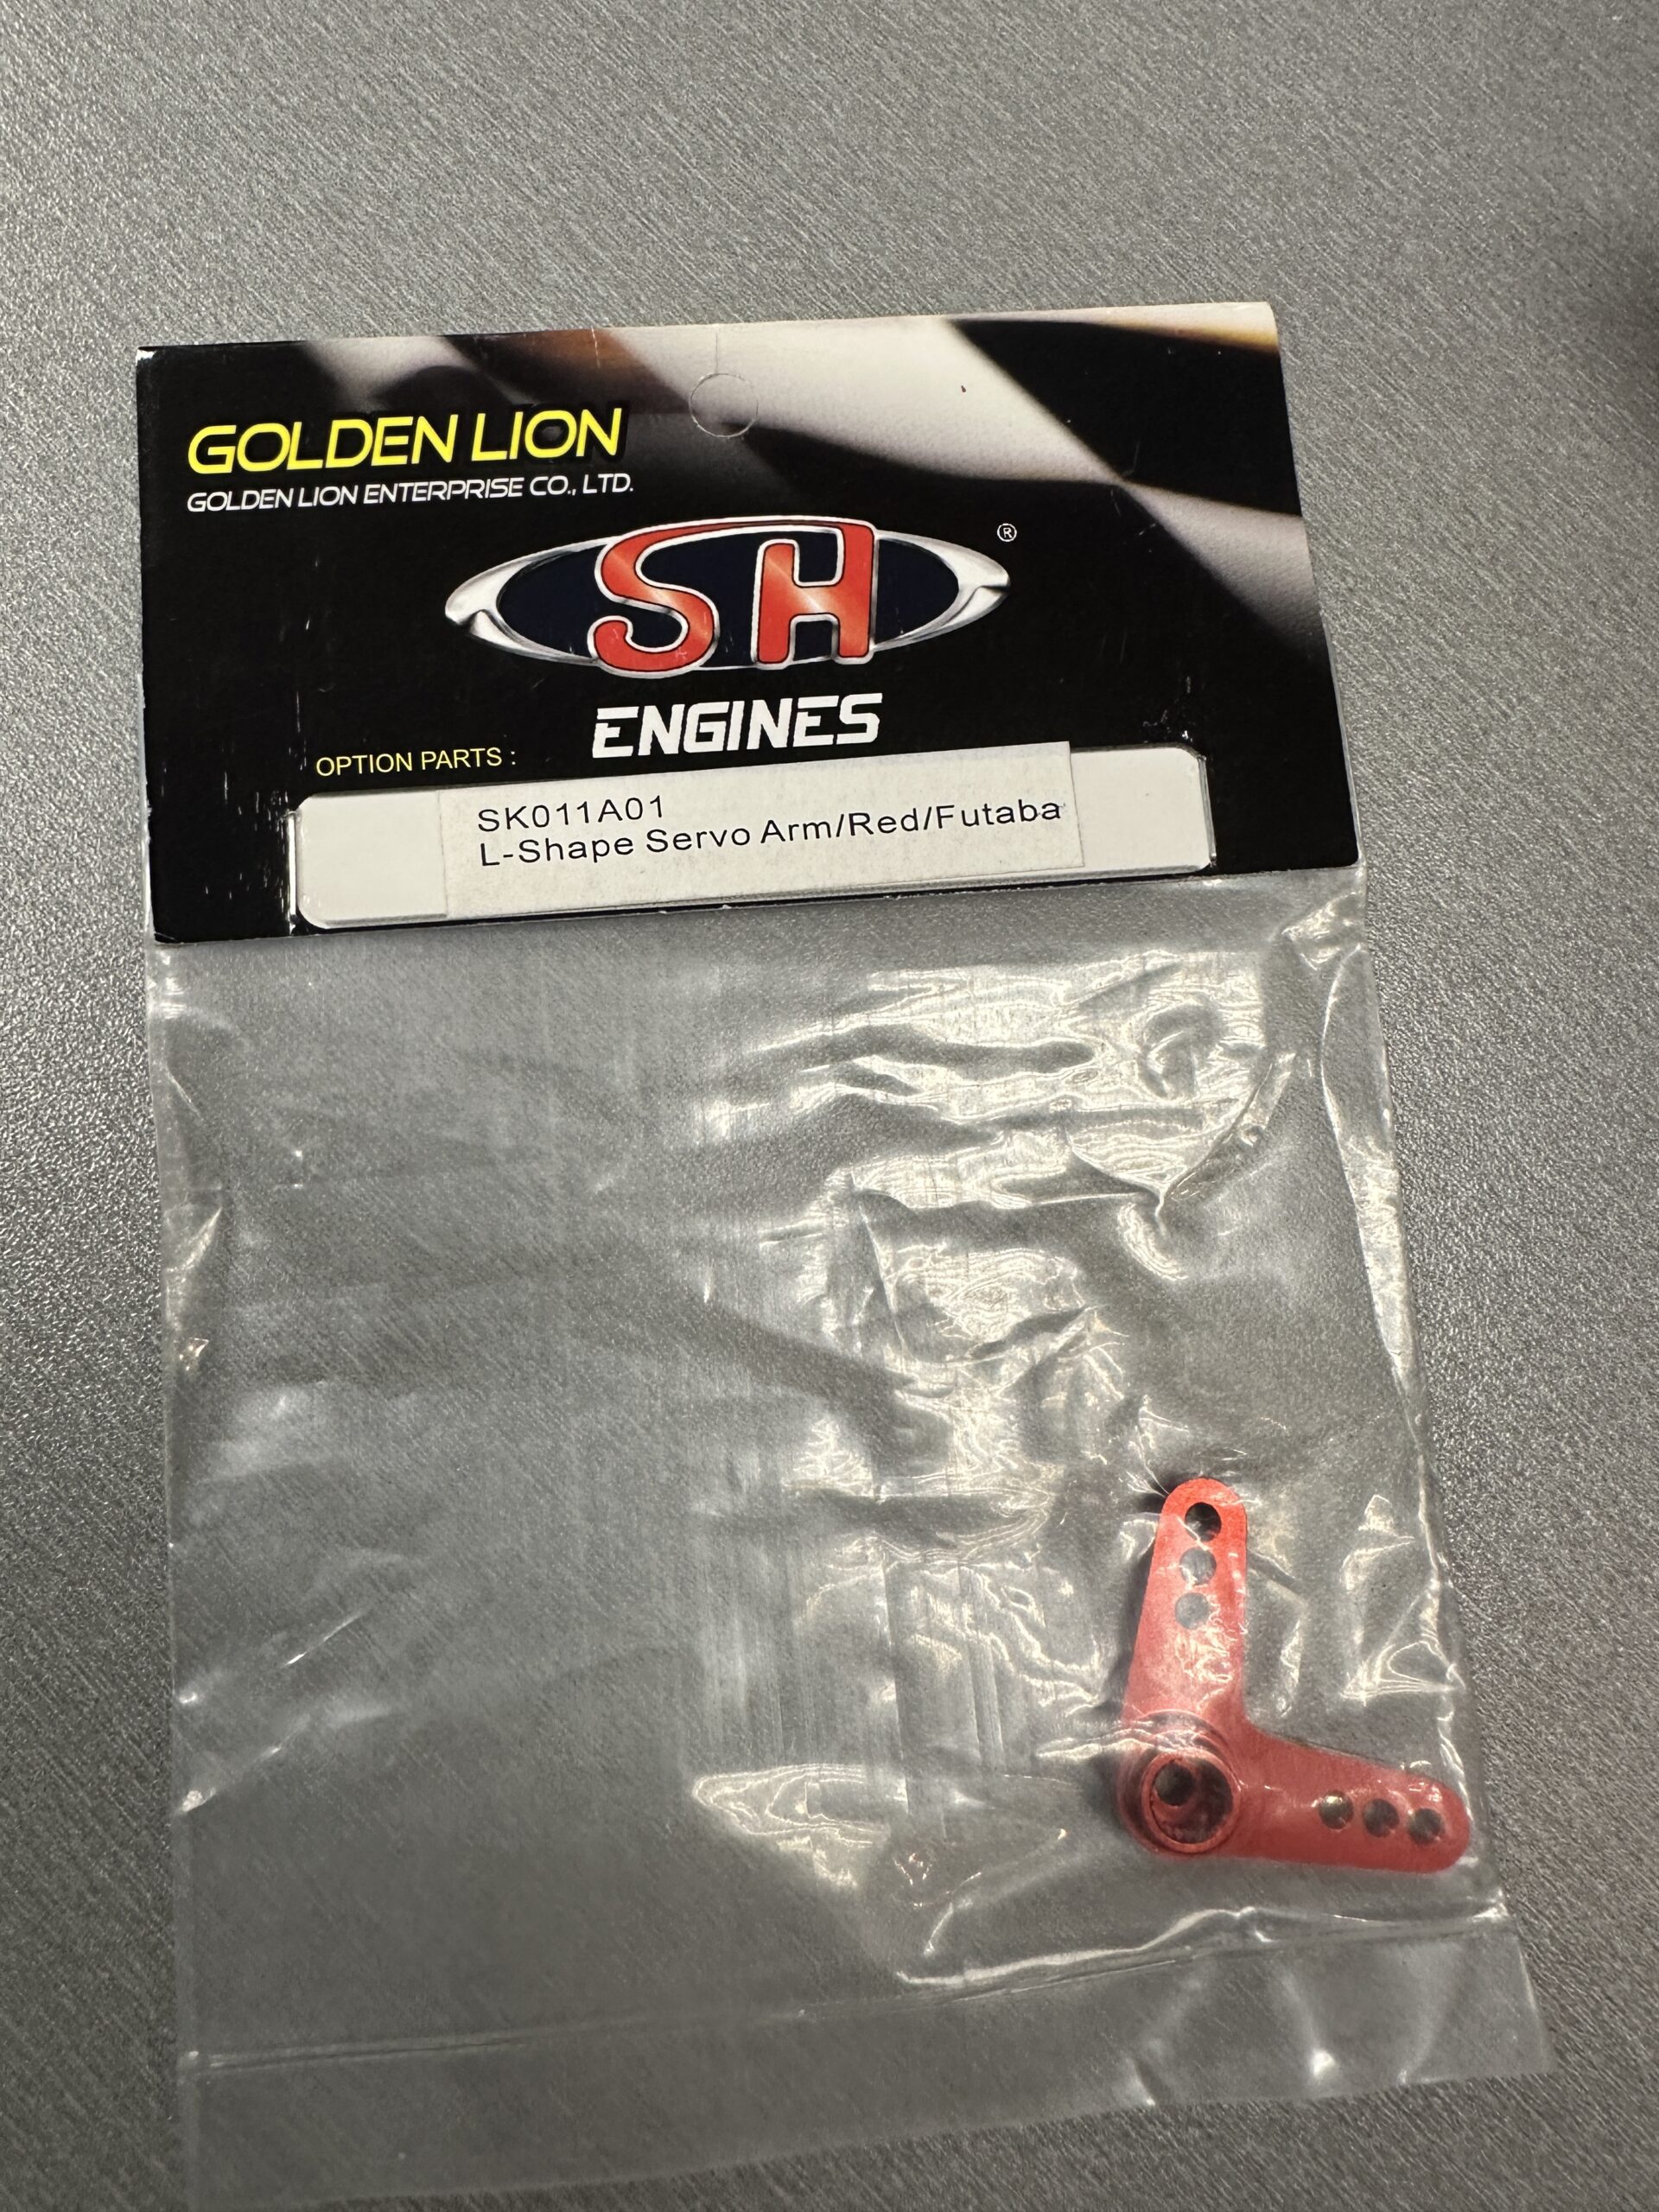 GOLDEN LION
GOLDEN LION ENTERPRISE CO., LTD.
SH ®
ENGINES
OPTION PARTS :
SK011A01
L-Shape Servo Arm/Red/Futaba